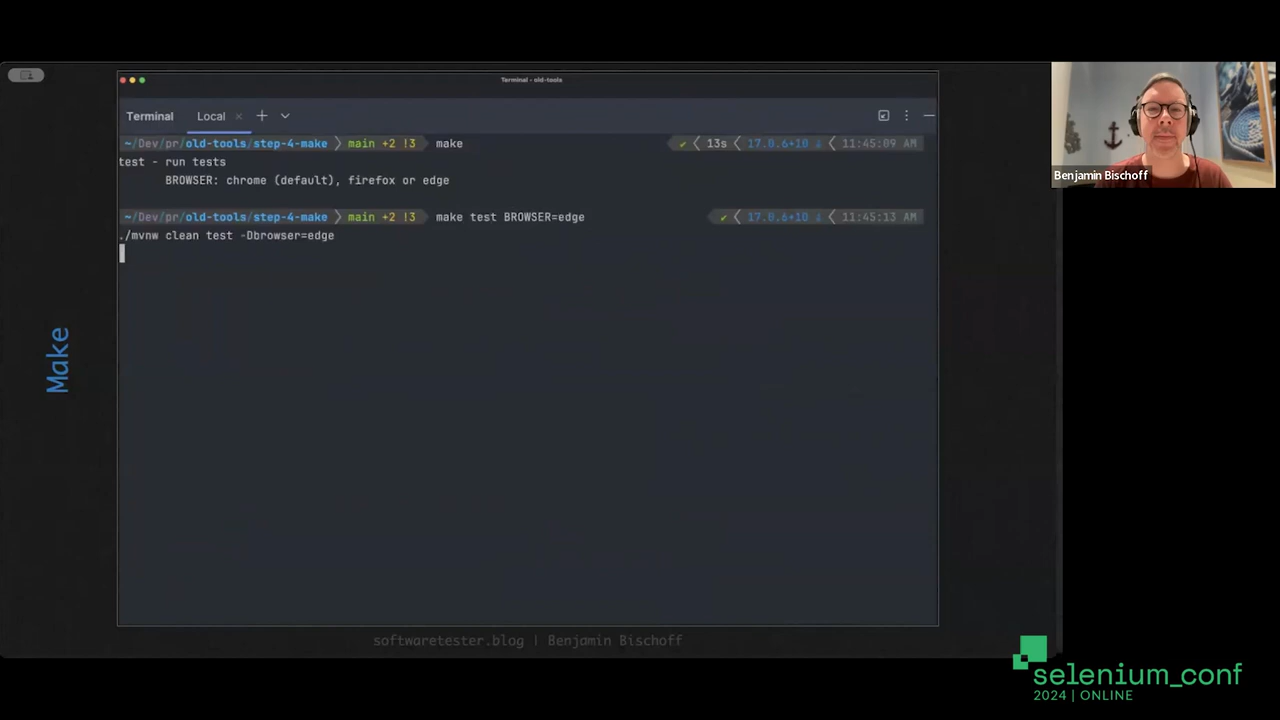 Terminal - old-tools
Terminal Local × +
~/Dev/pr/old-tools/step-4-make main +2 !3 make ✔ 13s 17.0.6+10 11:45:09 AM
test - run tests
BROWSER: chrome (default), firefox or edge
~/Dev/pr/old-tools/step-4-make main +2 !3 make test BROWSER=edge ✔ 17.0.6+10 11:45:13 AM
./mvnw clean test -Dbrowser=edge
Make
softwaretester.blog | Benjamin Bischoff
Benjamin Bischoff
selenium_conf
2024 | ONLINE